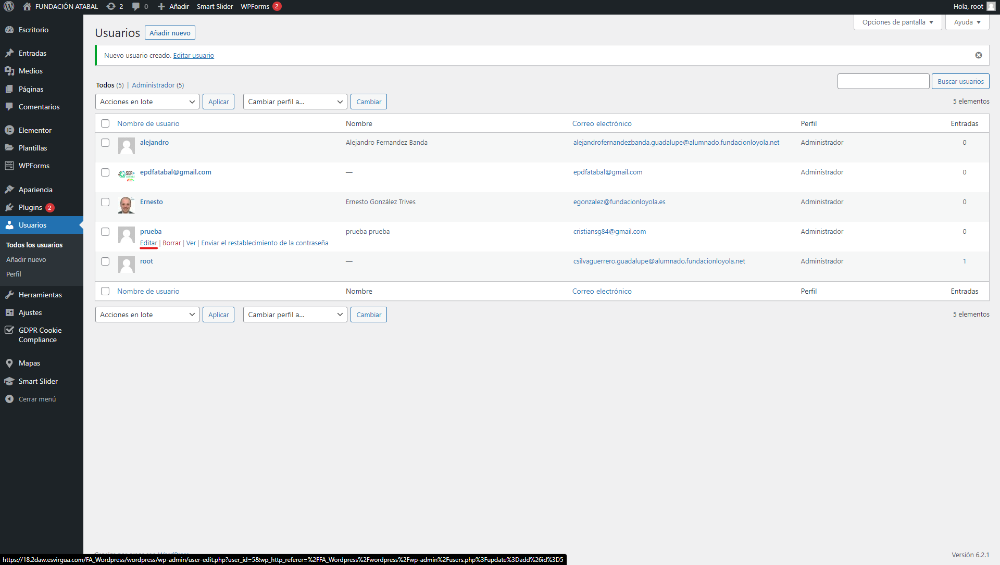 FUNDACIÓN ATABAL 2 0 Añadir Smart Slider WPForms 2 Hola, root
Escritorio
Entradas
Medios
Páginas
Comentarios
Elementor
Plantillas
WPForms
Apariencia
Plugins 2
Usuarios
Todos los usuarios
Añadir nuevo
Perfil
Herramientas
Ajustes
GDPR Cookie
Compliance
Mapas
Smart Slider
Cerrar menú
Opciones de pantalla Ayuda
Usuarios Añadir nuevo
Nuevo usuario creado. Editar usuario
Todos (5) | Administrador (5)
Buscar usuarios
Acciones en lote Aplicar Cambiar perfil a... Cambiar 5 elementos
Nombre de usuario Nombre Correo electrónico Perfil Entradas
alejandro Alejandro Fernandez Banda alejandrofernandezbanda.guadalupe@alumnado.fundacionloyola.net Administrador 0
SER+
epdfatabal@gmail.com — epdfatabal@gmail.com Administrador 0
Ernesto Ernesto González Trives egonzalez@fundacionloyola.es Administrador 0
prueba prueba prueba cristiansg84@gmail.com Administrador 0
Editar | Borrar | Ver | Enviar el restablecimiento de la contraseña
root — csilvaguerrero.guadalupe@alumnado.fundacionloyola.net Administrador 1
Nombre de usuario Nombre Correo electrónico Perfil Entradas
Acciones en lote Aplicar Cambiar perfil a... Cambiar 5 elementos
Versión 6.2.1
https://18.2daw.esvirgua.com/FA_Wordpress/wordpress/wp-admin/user-edit.php?user_id=5&wp_http_referer=%2FFA_Wordpress%2Fwordpress%2Fwp-admin%2Fusers.php%3Fupdate%3Dadd%26id%3D5